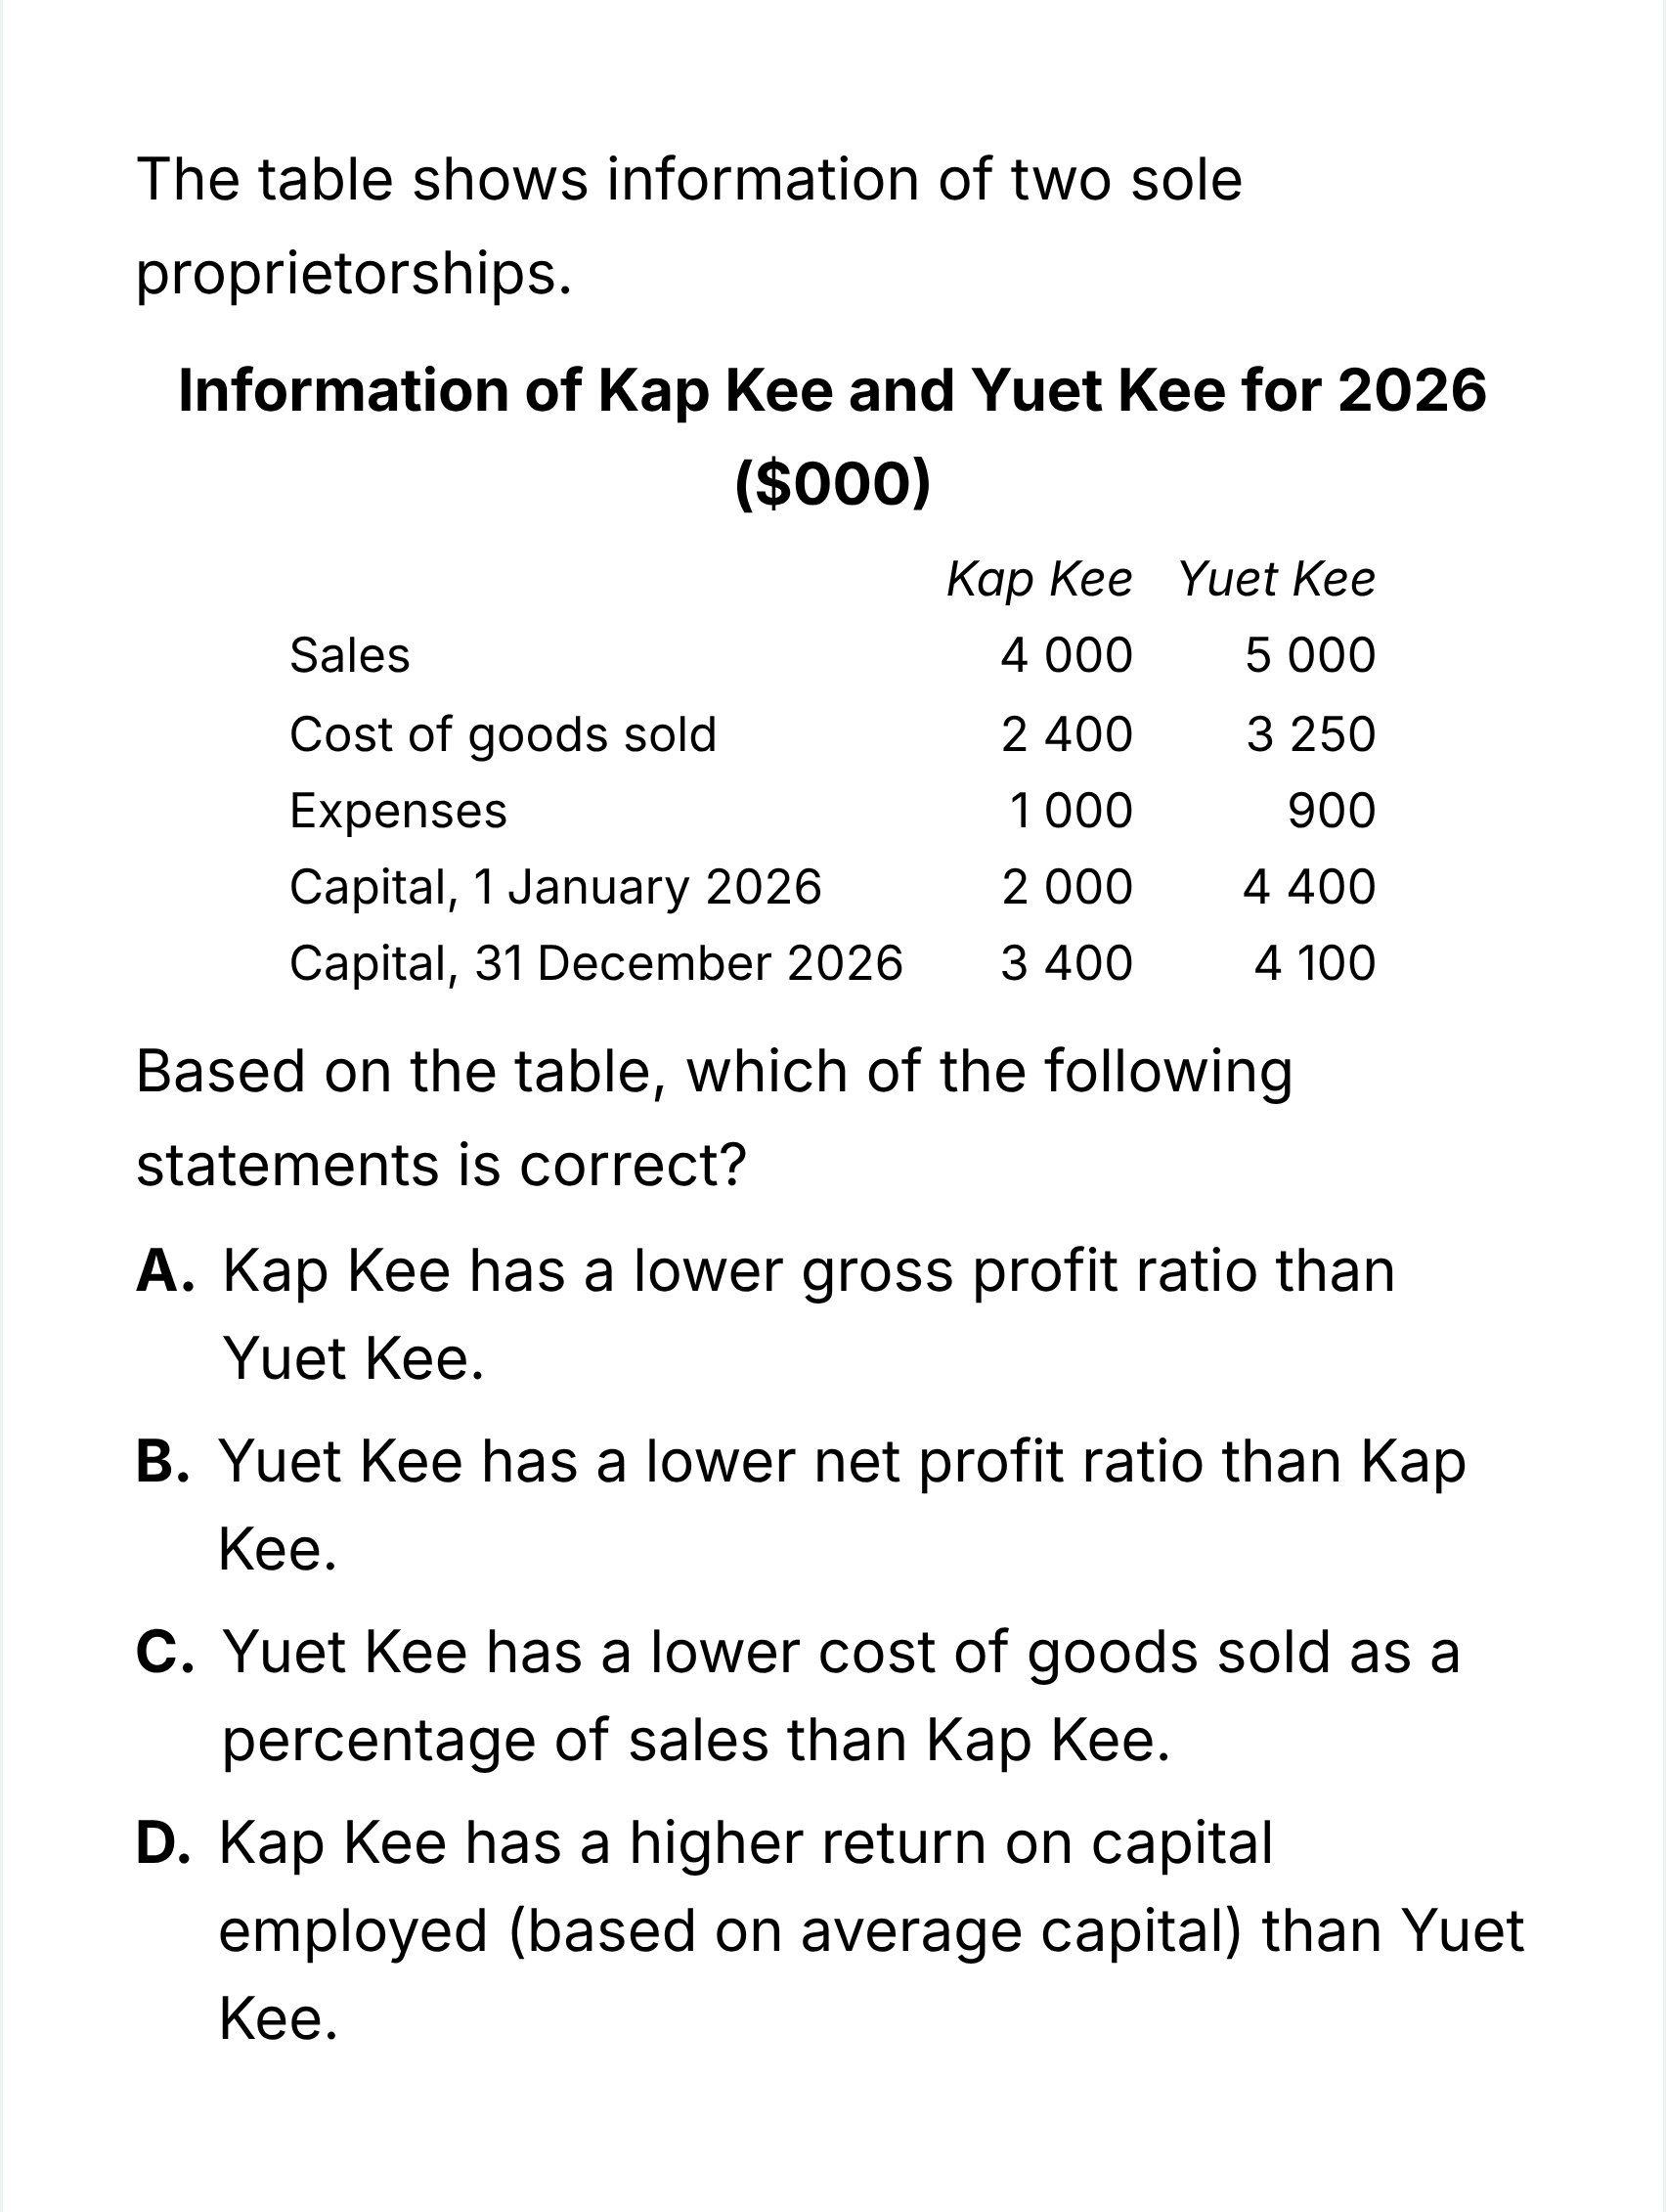 The table shows information of two sole
proprietorships.
Information of Kap Kee and Yuet Kee for 2026
($000)
Kap Kee Yuet Kee
Sales 4 000 5 000
Cost of goods sold 2 400 3 250
Expenses 1 000 900
Capital, 1 January 2026 2 000 4 400
Capital, 31 December 2026 3 400 4 100
Based on the table, which of the following
statements is correct?
A. Kap Kee has a lower gross profit ratio than
Yuet Kee.
B. Yuet Kee has a lower net profit ratio than Kap
Kee.
C. Yuet Kee has a lower cost of goods sold as a
percentage of sales than Kap Kee.
D. Kap Kee has a higher return on capital
employed (based on average capital) than Yuet
Kee.